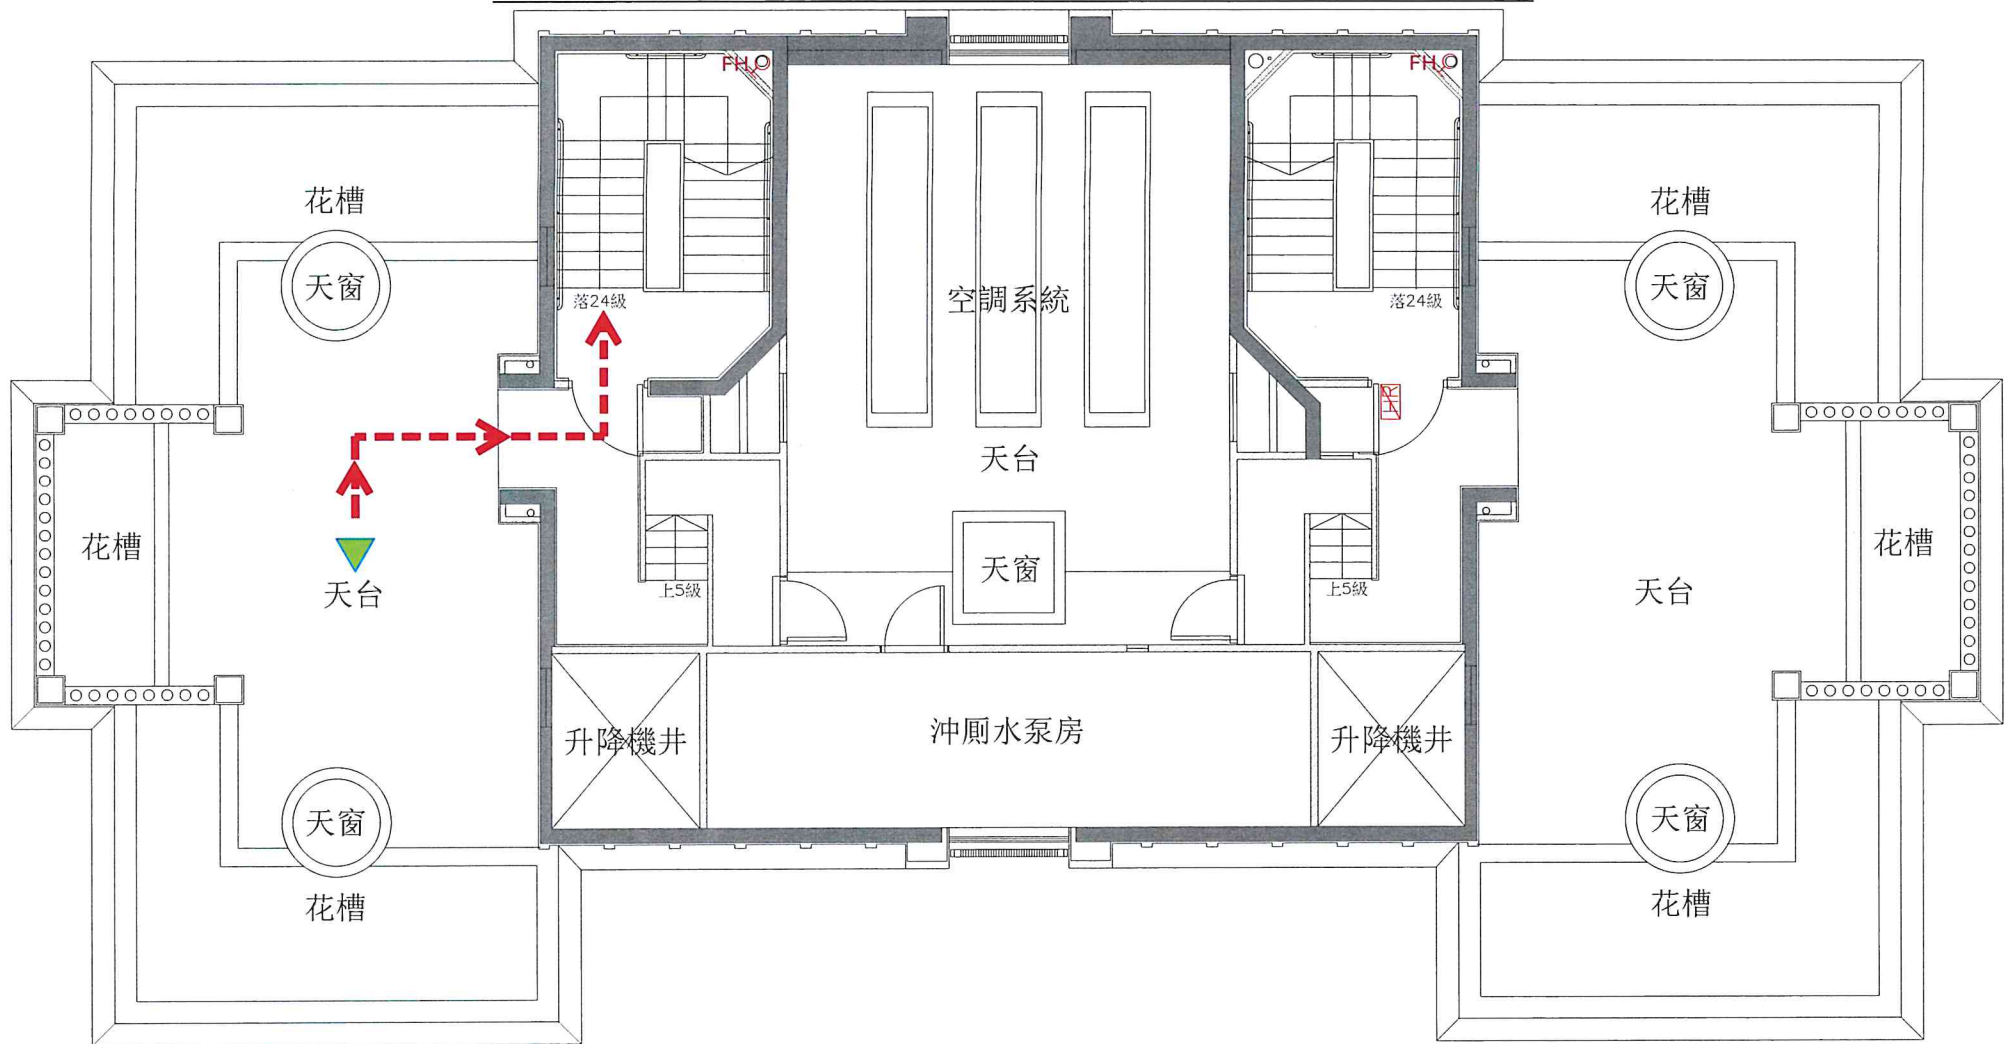 FH
FH
花槽
花槽
天窗
天窗
空調系統
落24級
落24級
HR
天台
花槽
天窗
花槽
天台
上5級
上5級
天台
升降機井
沖厠水泵房
升降機井
天窗
天窗
花槽
花槽